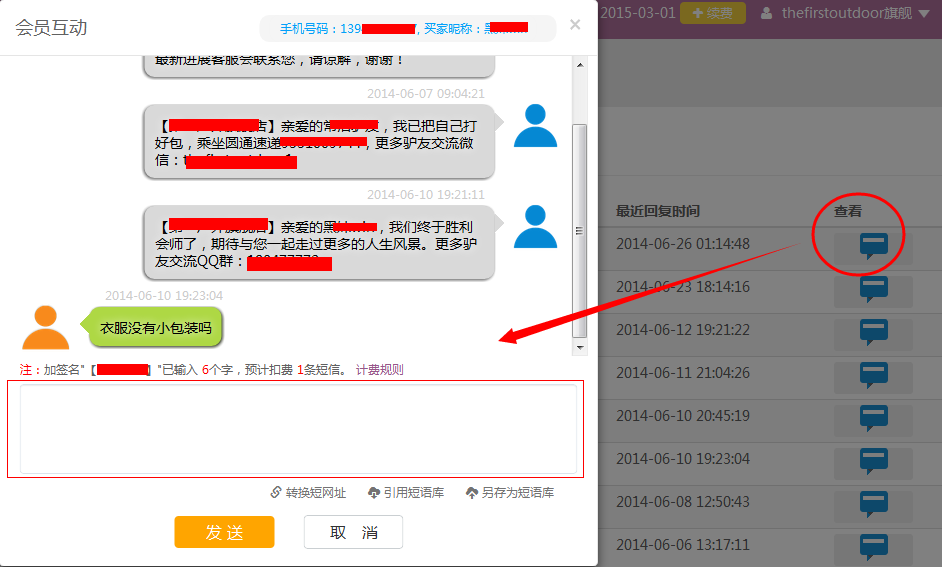 会员互动
手机号码：139 , 买家昵称：黑
2015-03-01 续费 thefirstoutdoor旗舰
最新进展客服会联系您，请谅解，谢谢！
2014-06-07 09:04:21
【 店】亲爱的 ，我已把自己打
好包，乘坐圆通速递 ，更多驴友交流微
信：
2014-06-10 19:21:11
【 】亲爱的黑 ，我们终于胜利
会师了，期待与您一起走过更多的人生风景。更多驴
友交流QQ群：
2014-06-10 19:23:04
衣服没有小包装吗
注：加签名"【 】"已输入 6个字，预计扣费 1条短信。 计费规则
转换短网址 引用短语库 另存为短语库
发 送 取 消
最近回复时间 查看
2014-06-26 01:14:48
2014-06-23 18:14:16
2014-06-12 19:21:22
2014-06-11 21:04:26
2014-06-10 20:45:19
2014-06-10 19:23:04
2014-06-08 12:50:43
2014-06-06 13:17:11